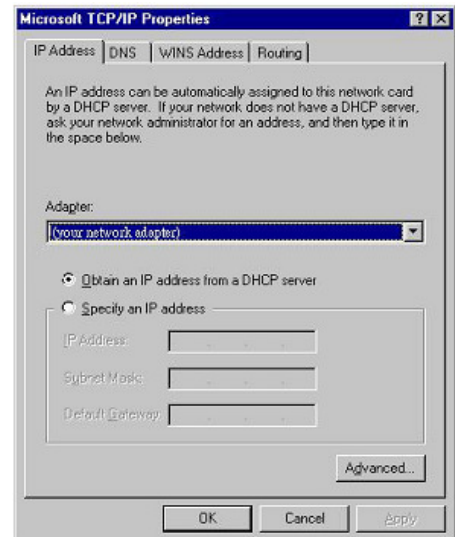 Microsoft TCP/IP Properties
IP Address DNS WINS Address Routing
An IP address can be automatically assigned to this network card
by a DHCP server. If your network does not have a DHCP server,
ask your network administrator for an address, and then type it in
the space below.
Adapter:
(your network adapter)
Obtain an IP address from a DHCP server
Specify an IP address
IP Address:
Subnet Mask:
Default Gateway:
Advanced...
OK Cancel Apply